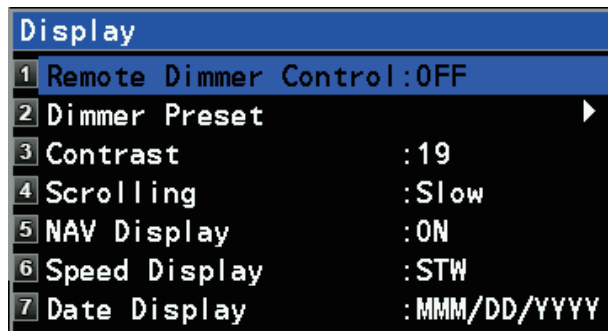 Display
1 Remote Dimmer Control:OFF
2 Dimmer Preset
3 Contrast :19
4 Scrolling :Slow
5 NAV Display :ON
6 Speed Display :STW
7 Date Display :MMM/DD/YYYY